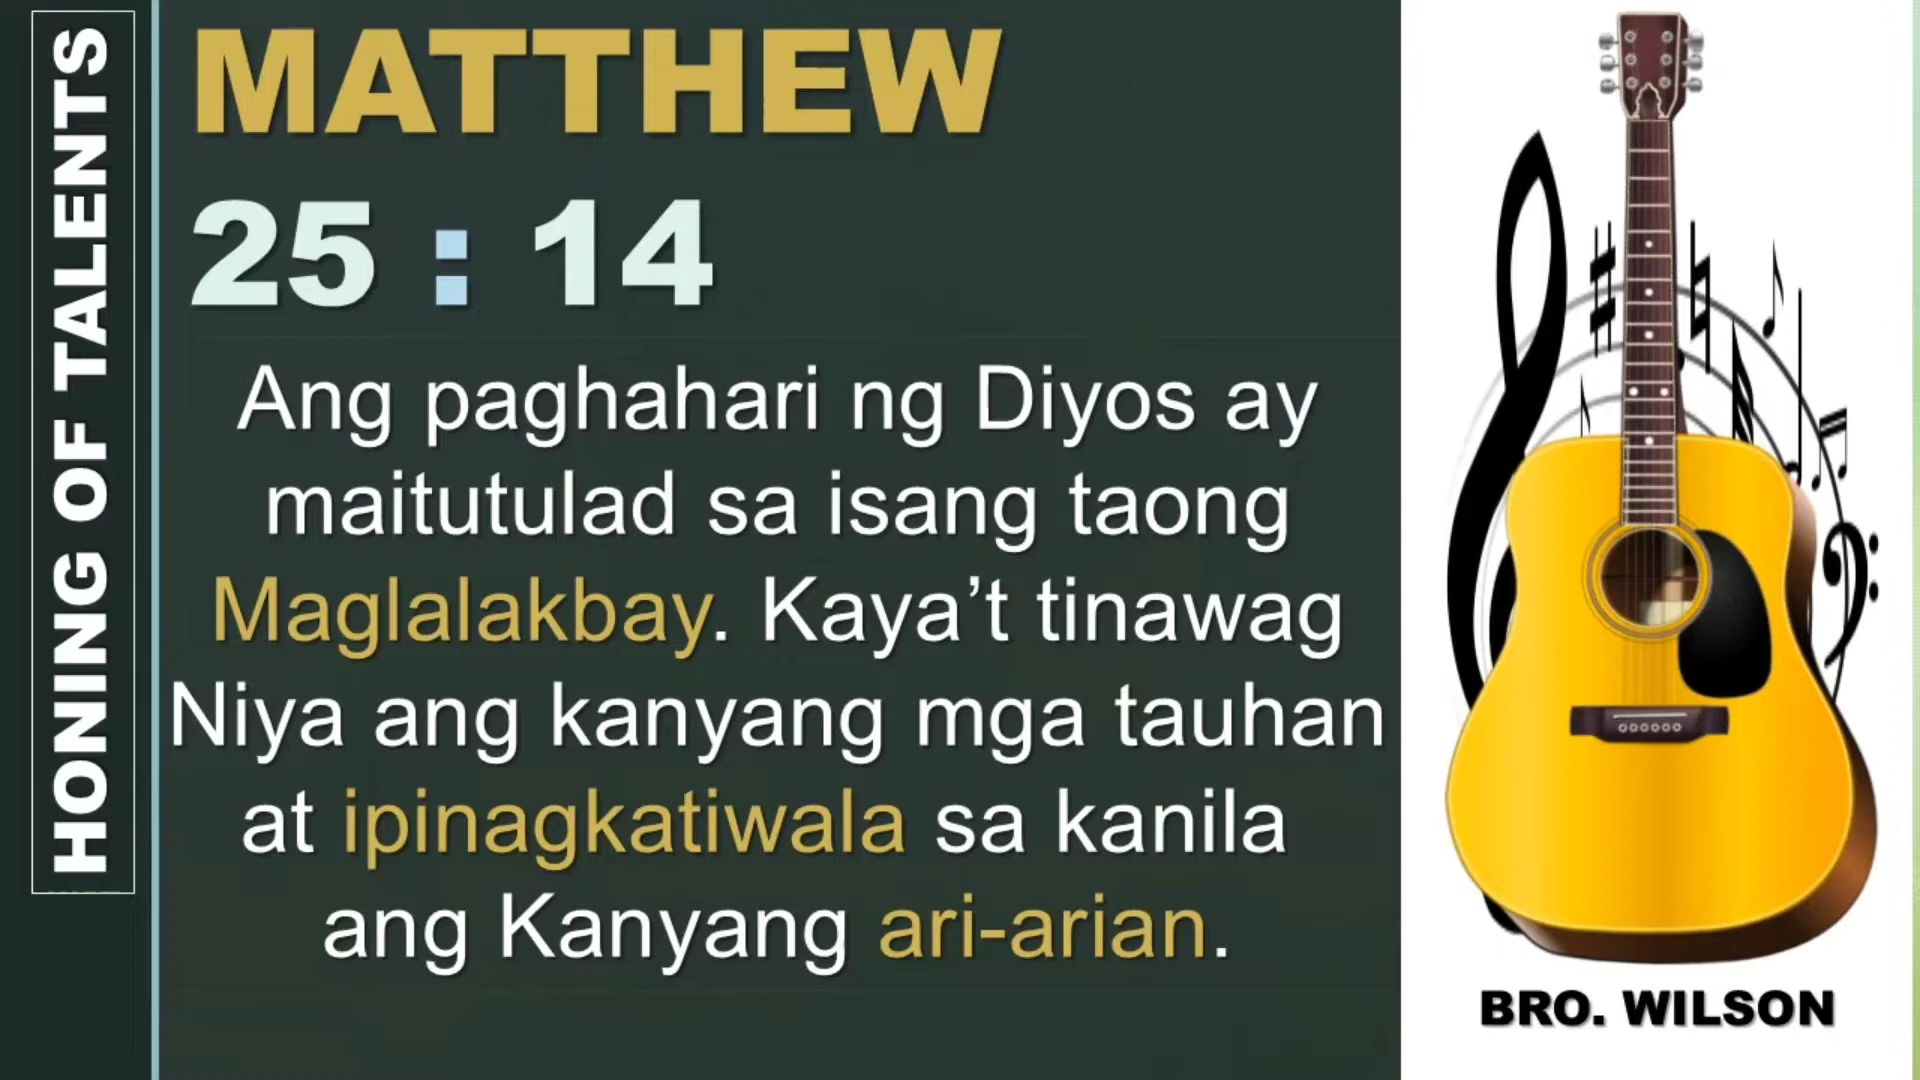 HONING OF TALENTS
MATTHEW
25 : 14
Ang paghahari ng Diyos ay
maitutulad sa isang taong
Maglalakbay. Kaya’t tinawag
Niya ang kanyang mga tauhan
at ipinagkatiwala sa kanila
ang Kanyang ari-arian.
BRO. WILSON